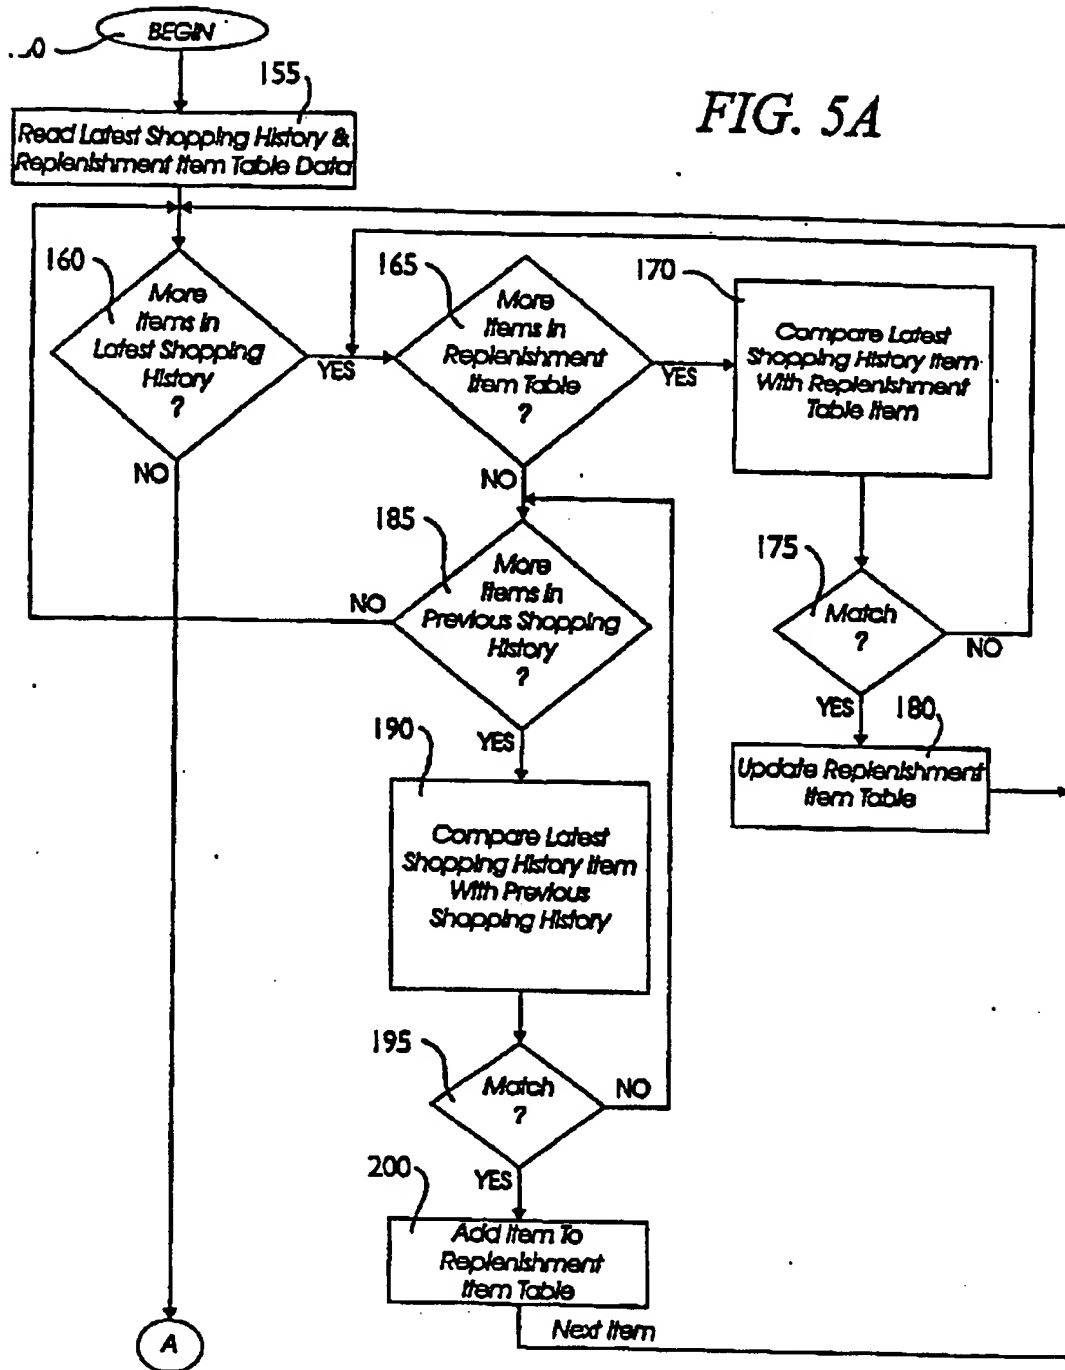 BEGIN
155
FIG. 5A
Read Latest Shopping History &
Replenishment Item Table Data
160
More
Items In
Latest Shopping
History
?
YES
NO
165
More
Items In
Replenishment
Item Table
?
YES
NO
170
Compare Latest
Shopping History Item
With Replenishment
Table Item
175
Match
?
NO
YES
180
Update Replenishment
Item Table
185
More
Items In
Previous Shopping
History
?
NO
YES
190
Compare Latest
Shopping History Item
With Previous
Shopping History
195
Match
?
NO
YES
200
Add Item To
Replenishment
Item Table
Next Item
A